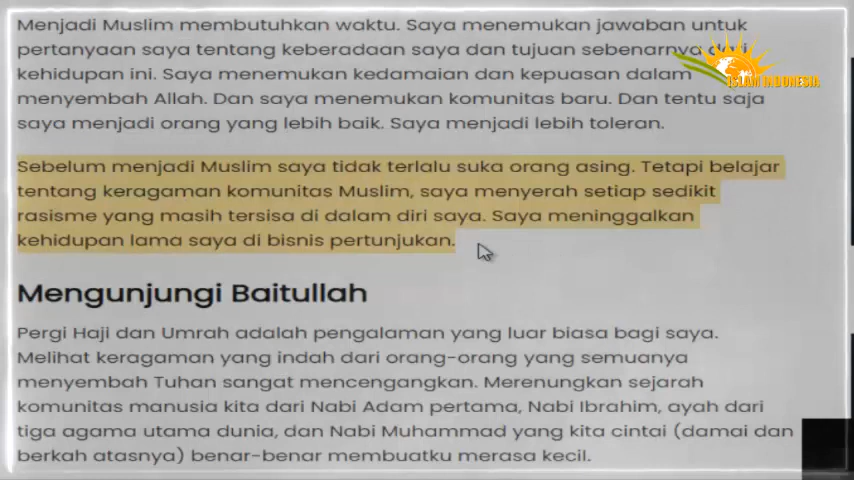 Menjadi Muslim membutuhkan waktu. Saya menemukan jawaban untuk
pertanyaan saya tentang keberadaan saya dan tujuan sebenarnya dari
kehidupan ini. Saya menemukan kedamaian dan kepuasan dalam
menyembah Allah. Dan saya menemukan komunitas baru. Dan tentu saja
saya menjadi orang yang lebih baik. Saya menjadi lebih toleran.
ISLAM INDONESIA
Sebelum menjadi Muslim saya tidak terlalu suka orang asing. Tetapi belajar
tentang keragaman komunitas Muslim, saya menyerah setiap sedikit
rasisme yang masih tersisa di dalam diri saya. Saya meninggalkan
kehidupan lama saya di bisnis pertunjukan.
Mengunjungi Baitullah
Pergi Haji dan Umrah adalah pengalaman yang luar biasa bagi saya.
Melihat keragaman yang indah dari orang-orang yang semuanya
menyembah Tuhan sangat mencengangkan. Merenungkan sejarah
komunitas manusia kita dari Nabi Adam pertama, Nabi Ibrahim, ayah dari
tiga agama utama dunia, dan Nabi Muhammad yang kita cintai (damai dan
berkah atasnya) benar-benar membuatku merasa kecil.